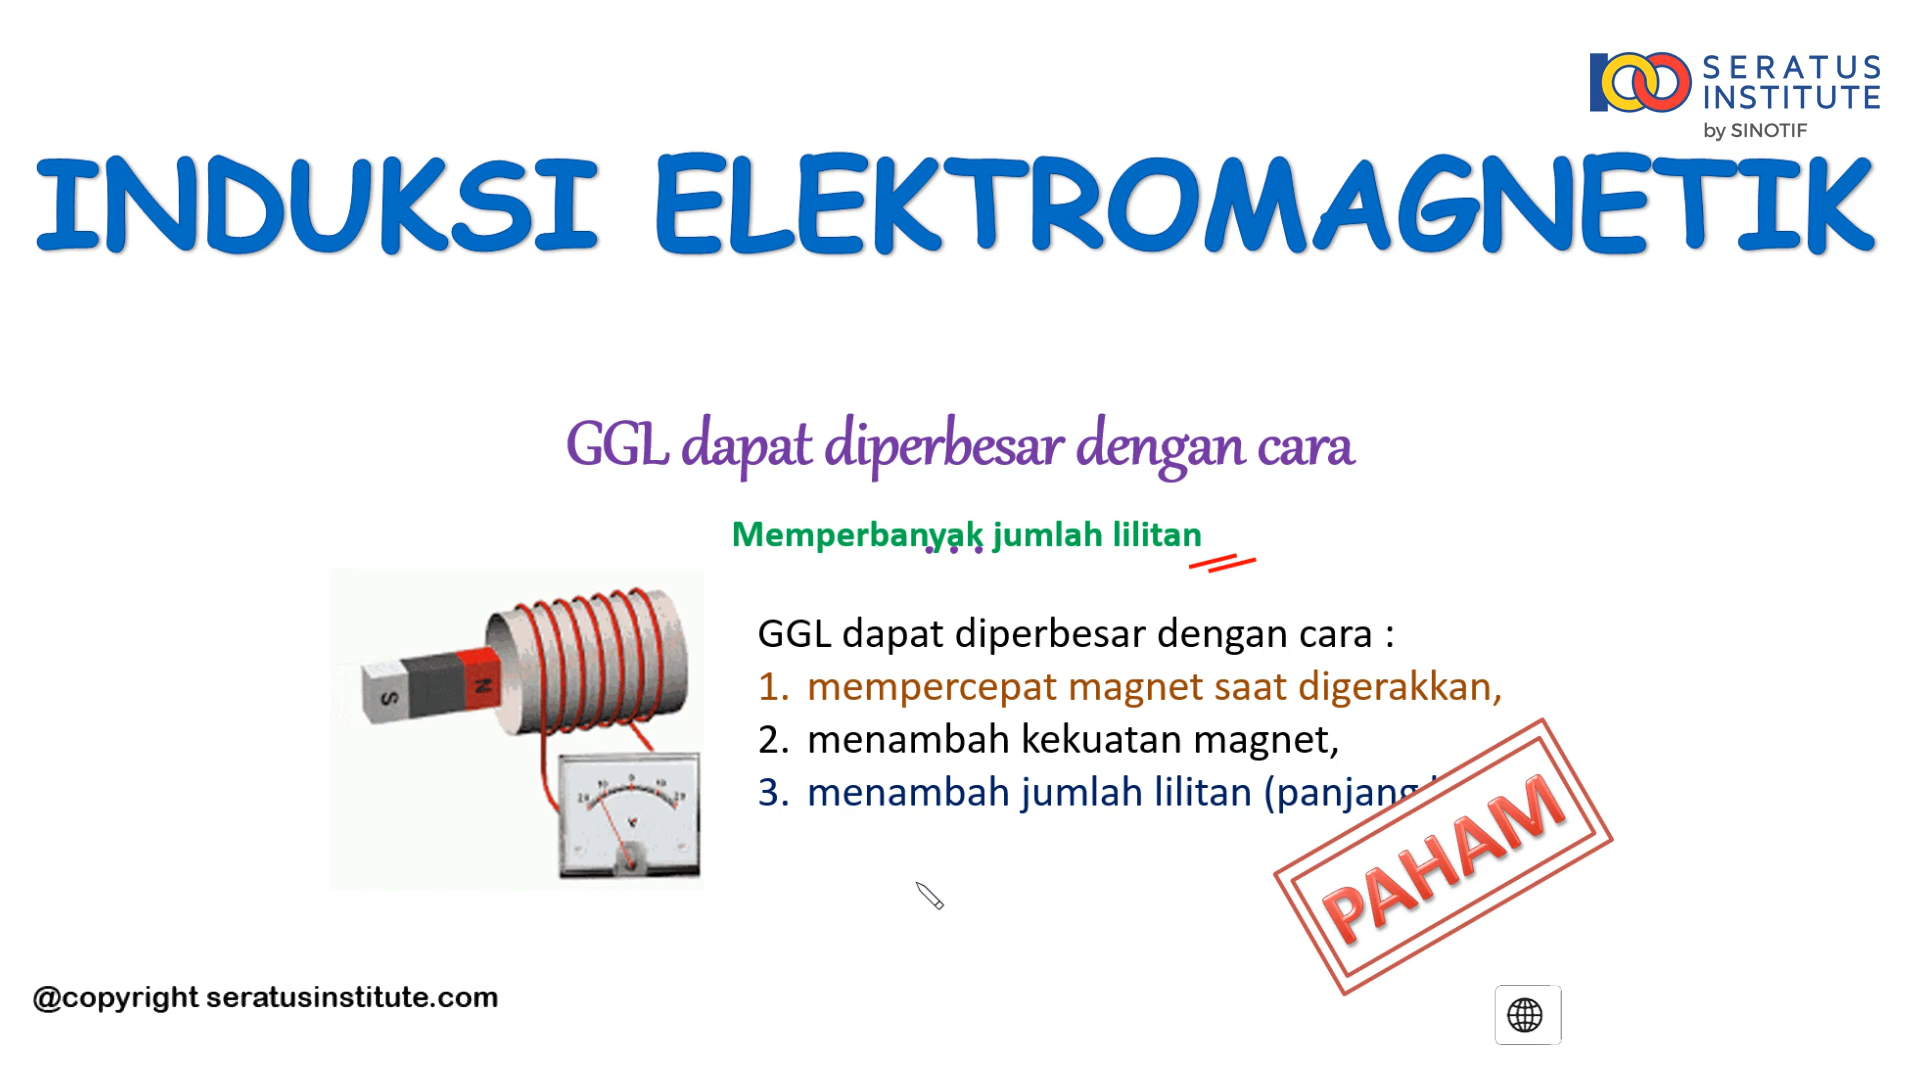 SERATUS
INSTITUTE
by SINOTIF
INDUKSI ELEKTROMAGNETIK
GGL dapat diperbesar dengan cara
Memperbanyak jumlah lilitan
...
GGL dapat diperbesar dengan cara :
1. mempercepat magnet saat digerakkan,
2. menambah kekuatan magnet,
3. menambah jumlah lilitan (panjang
S N
PAHAM
@copyright seratusinstitute.com